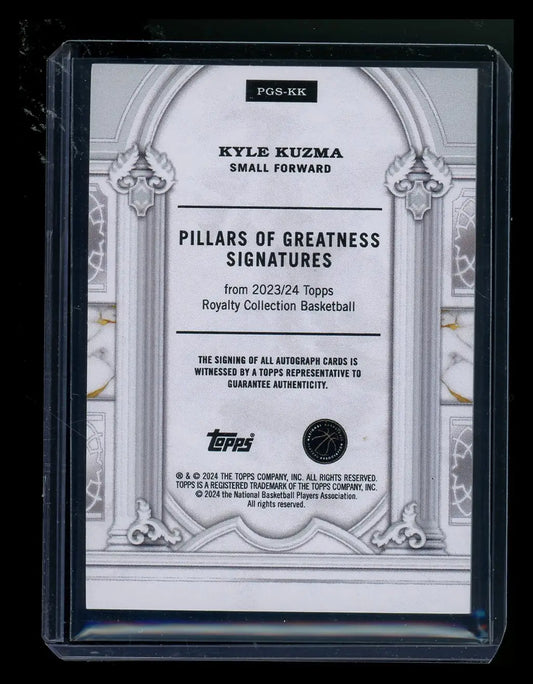 PGS-KK
KYLE KUZMA
SMALL FORWARD
PILLARS OF GREATNESS
SIGNATURES
from 2023/24 Topps
Royalty Collection Basketball
THE SIGNING OF ALL AUTOGRAPH CARDS IS
WITNESSED BY A TOPPS REPRESENTATIVE TO
GUARANTEE AUTHENTICITY.
Topps®
® & © 2024 THE TOPPS COMPANY, INC. ALL RIGHTS RESERVED.
TOPPS IS A REGISTERED TRADEMARK OF THE TOPPS COMPANY, INC.
© 2024 the National Basketball Players Association.
All rights reserved.